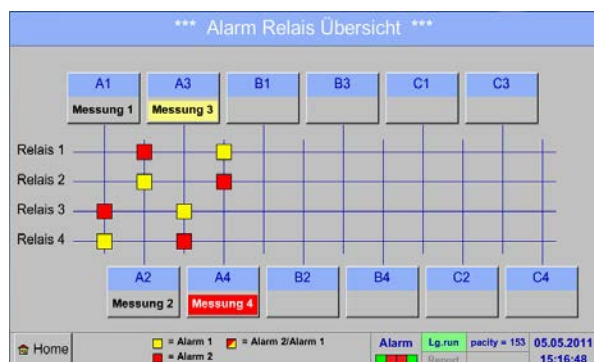 *** Alarm Relais Übersicht ***
A1 A3 B1 B3 C1 C3
Messung 1 Messung 3
Relais 1
Relais 2
Relais 3
Relais 4
A2 A4 B2 B4 C2 C4
Messung 2 Messung 4
Home
= Alarm 1 = Alarm 2/Alarm 1
= Alarm 2
Alarm Lg.run pacity = 153 05.05.2011
Report 15:16:48